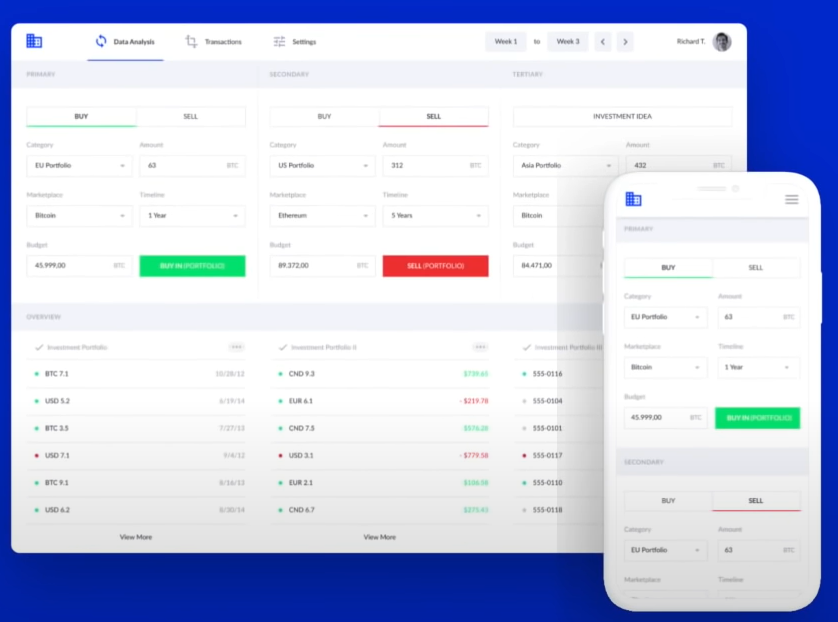 Data Analysis
Transactions
Settings
Week 1 to Week 3
Richard T.
PRIMARY
BUY SELL
Category Amount
EU Portfolio 63 BTC
Marketplace Timeline
Bitcoin 1 Year
Budget
45.999,00 BTC BUY IN (PORTFOLIO)
SECONDARY
BUY SELL
Category Amount
US Portfolio 312 BTC
Marketplace Timeline
Ethereum 5 Years
Budget
89.372,00 BTC SELL (PORTFOLIO)
TERTIARY
INVESTMENT IDEA
Category Amount
Asia Portfolio 432 BTC
Marketplace
Bitcoin
Budget
84.471,00
OVERVIEW
Investment Portfolio
BTC 7.1 10/28/12
USD 5.2 6/19/14
BTC 3.5 7/27/13
USD 7.1 9/4/12
BTC 9.1 8/16/13
USD 6.2 8/30/14
View More
Investment Portfolio II
CND 9.3 $739.65
EUR 6.1 - $219.78
CND 7.5 $576.28
USD 3.1 - $779.58
EUR 2.1
CND 6.7 $275.43
View More
Investment Portfolio III
555-0116
555-0104
555-0101
555-0117
555-0110
555-0118
PRIMARY
BUY SELL
Category Amount
EU Portfolio 63 BTC
Marketplace Timeline
Bitcoin 1 Year
Budget
45.999,00 BTC BUY IN (PORTFOLIO)
SECONDARY
BUY SELL
Category Amount
EU Portfolio 63 BTC
Marketplace Timeline